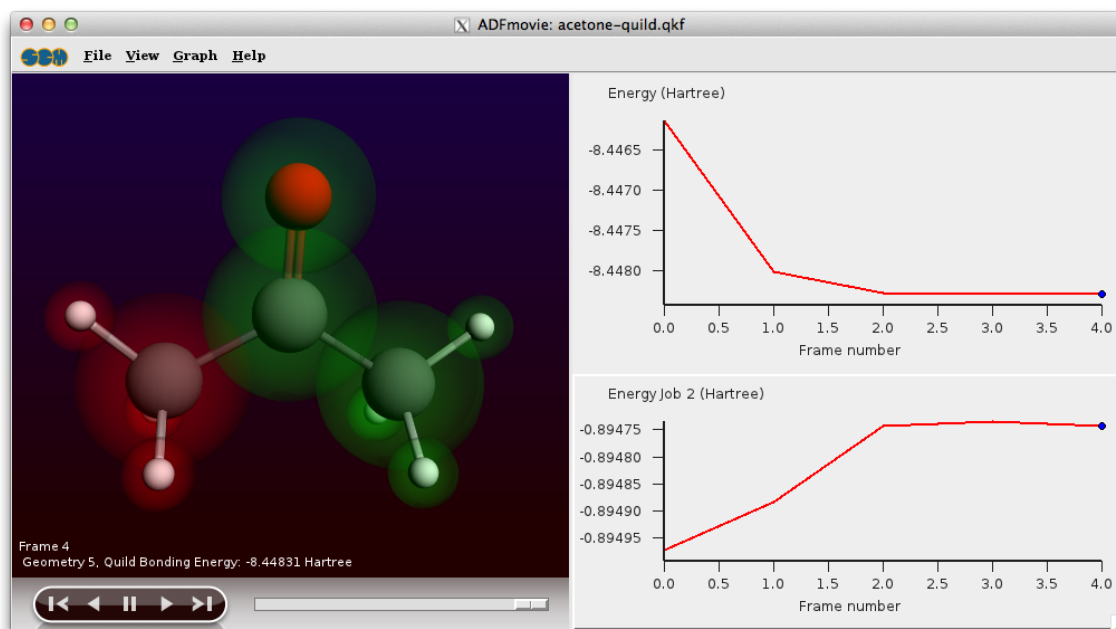 ADFmovie: acetone-quild.qkf
SCM File View Graph Help
Energy (Hartree)
-8.4465
-8.4470
-8.4475
-8.4480
0.0 0.5 1.0 1.5 2.0 2.5 3.0 3.5 4.0
Frame number
Energy Job 2 (Hartree)
-0.89475
-0.89480
-0.89485
-0.89490
-0.89495
0.0 0.5 1.0 1.5 2.0 2.5 3.0 3.5 4.0
Frame number
Frame 4
Geometry 5, Quild Bonding Energy: -8.44831 Hartree